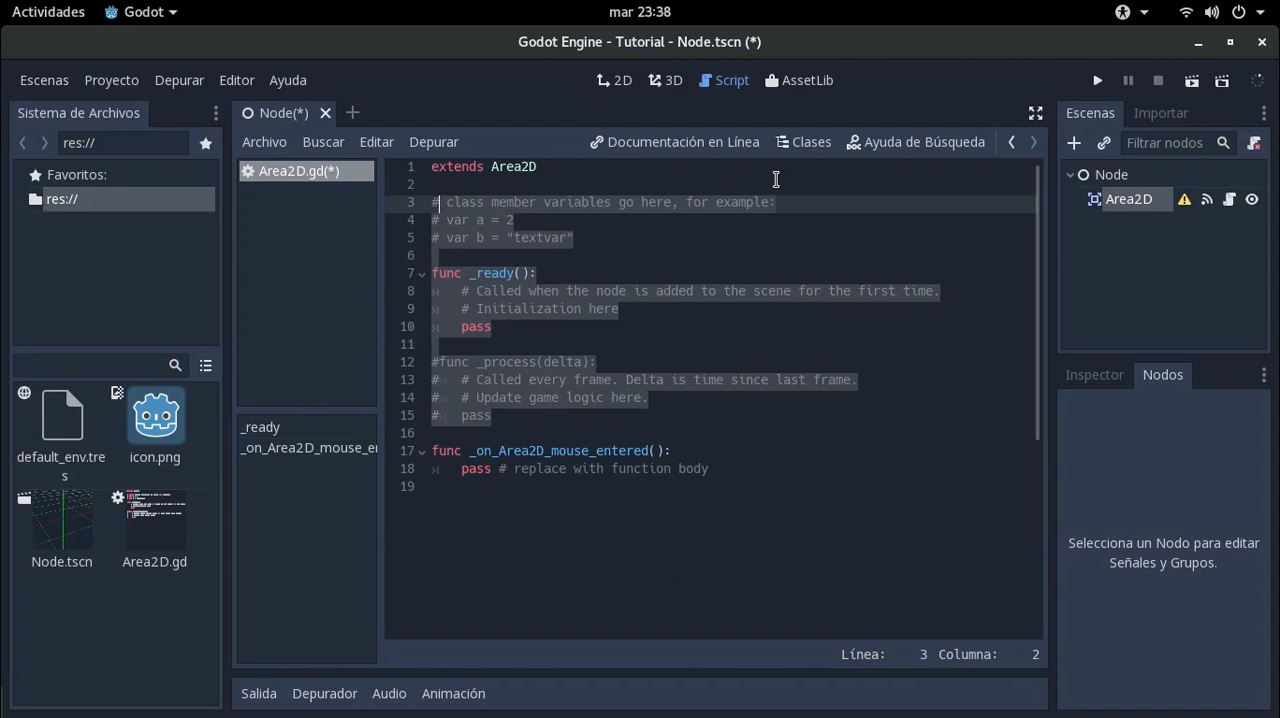 Actividades Godot mar 23:38
Godot Engine - Tutorial - Node.tscn (*)
Escenas Proyecto Depurar Editor Ayuda 2D 3D Script AssetLib
Sistema de Archivos
res://
Favoritos:
res://
default_env.tre
s
icon.png
Node.tscn
Area2D.gd
Node(*)
Archivo Buscar Editar Depurar Documentación en Línea Clases Ayuda de Búsqueda
Area2D.gd(*)
_ready
_on_Area2D_mouse_er
1 extends Area2D
2
3 # class member variables go here, for example:
4 # var a = 2
5 # var b = "textvar"
6
7 func _ready():
8 # Called when the node is added to the scene for the first time.
9 # Initialization here
10 pass
11
12 #func _process(delta):
13 # # Called every frame. Delta is time since last frame.
14 # # Update game logic here.
15 # pass
16
17 func _on_Area2D_mouse_entered():
18 pass # replace with function body
19
Línea: 3 Columna: 2
Salida Depurador Audio Animación
Escenas Importar
Filtrar nodos
Node
Area2D
Inspector Nodos
Selecciona un Nodo para editar
Señales y Grupos.